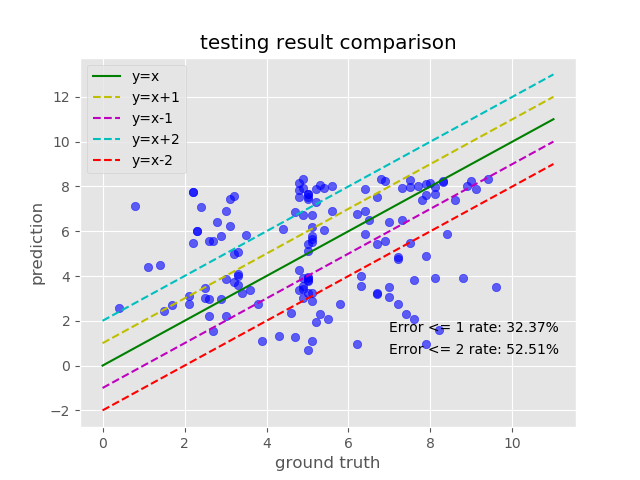 testing result comparison
y=x
y=x+1
y=x-1
y=x+2
y=x-2
12
10
8
6
4
2
0
−2
prediction
Error <= 1 rate: 32.37%
Error <= 2 rate: 52.51%
0 2 4 6 8 10
ground truth